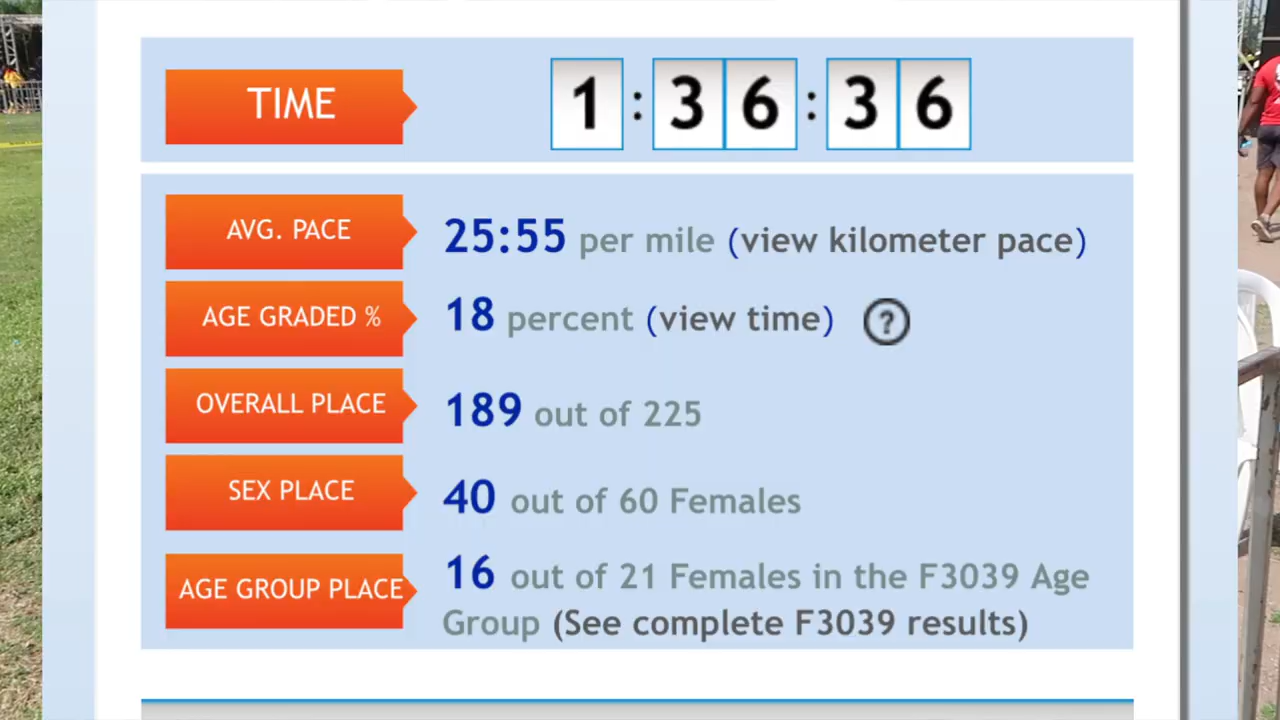 TIME 1:36:36
AVG. PACE 25:55 per mile (view kilometer pace)
AGE GRADED % 18 percent (view time) ?
OVERALL PLACE 189 out of 225
SEX PLACE 40 out of 60 Females
AGE GROUP PLACE 16 out of 21 Females in the F3039 Age
Group (See complete F3039 results)